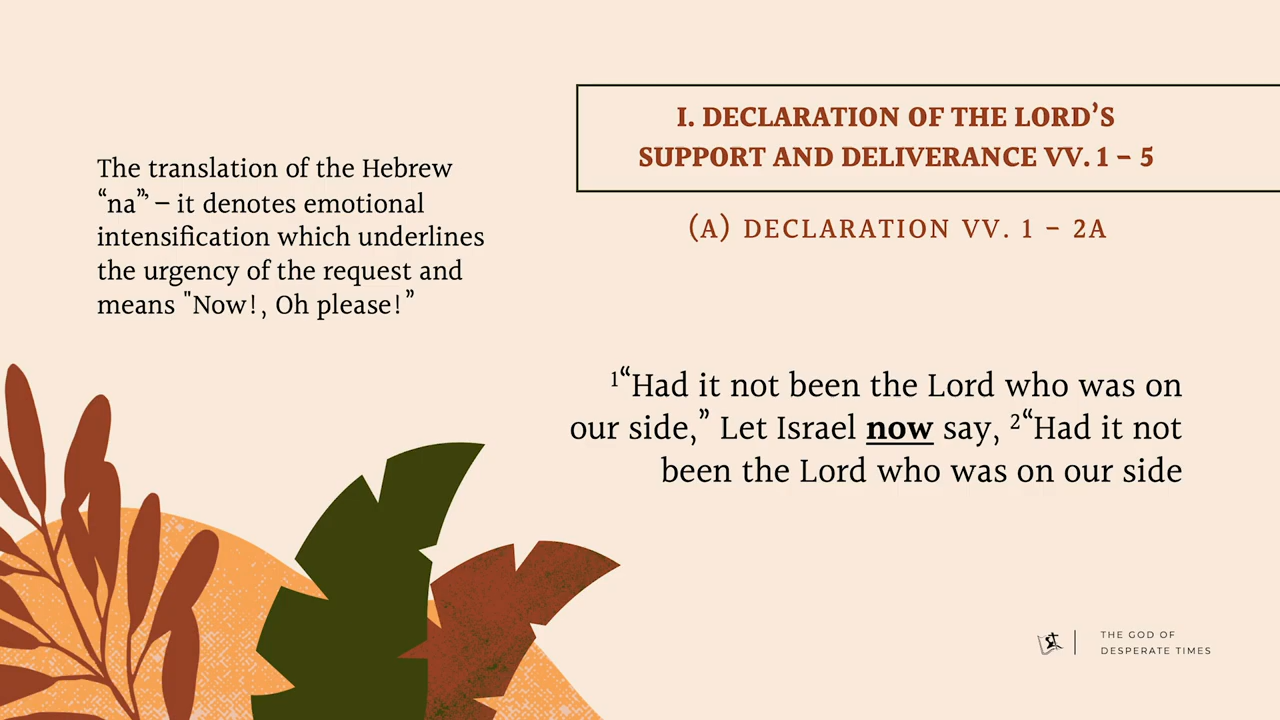 I. DECLARATION OF THE LORD’S
SUPPORT AND DELIVERANCE VV. 1 – 5
(A) DECLARATION VV. 1 – 2A
The translation of the Hebrew
“na” – it denotes emotional
intensification which underlines
the urgency of the request and
means "Now!, Oh please!”
¹“Had it not been the Lord who was on
our side,” Let Israel now say, ²“Had it not
been the Lord who was on our side
THE GOD OF
DESPERATE TIMES